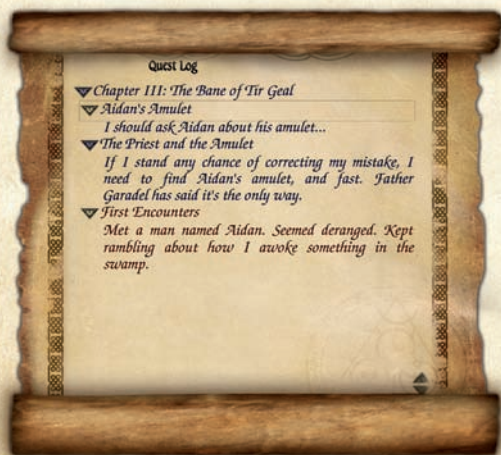 Quest Log
Chapter III: The Bane of Tir Geal
Aidan's Amulet
I should ask Aidan about his amulet...
The Priest and the Amulet
If I stand any chance of correcting my mistake, I
need to find Aidan's amulet, and fast. Father
Garadel has said it's the only way.
First Encounters
Met a man named Aidan. Seemed deranged. Kept
rambling about how I awoke something in the
swamp.